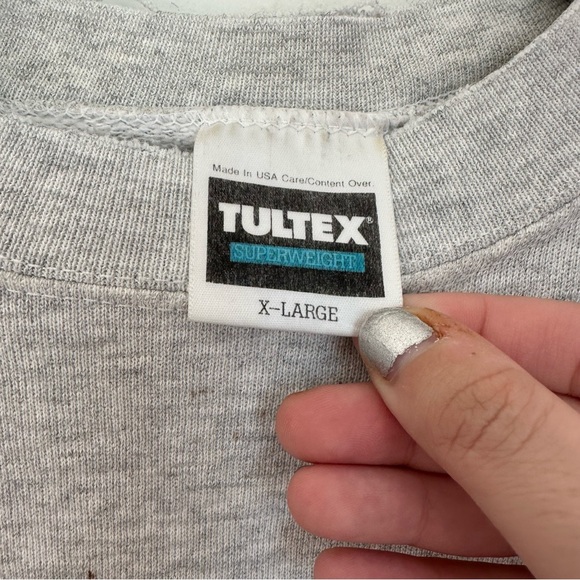 Made In USA Care/Content Over.
TULTEX®
SUPERWEIGHT
X-LARGE